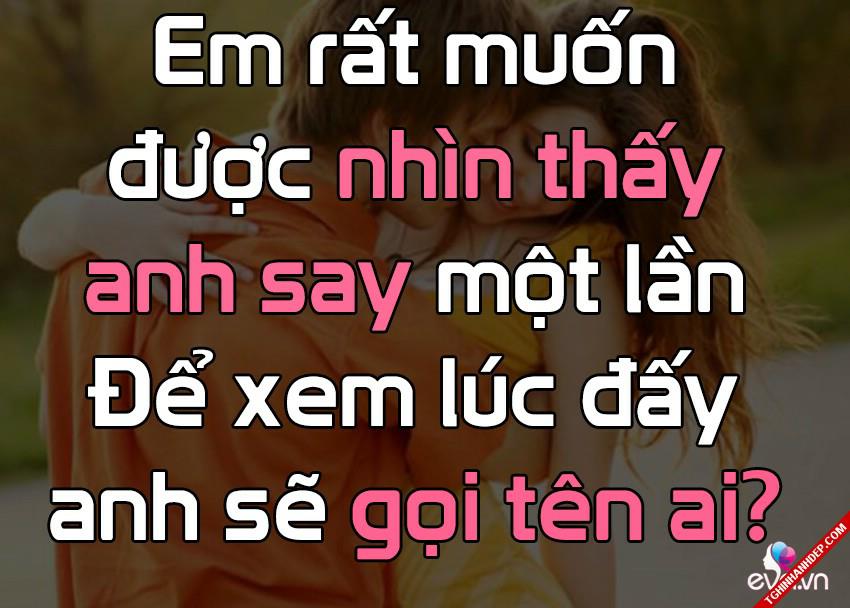 Em rất muốn
được nhìn thấy
anh say một lần
Để xem lúc đấy
anh sẽ gọi tên ai?
eva.vn
TGHINHANHDEP.COM